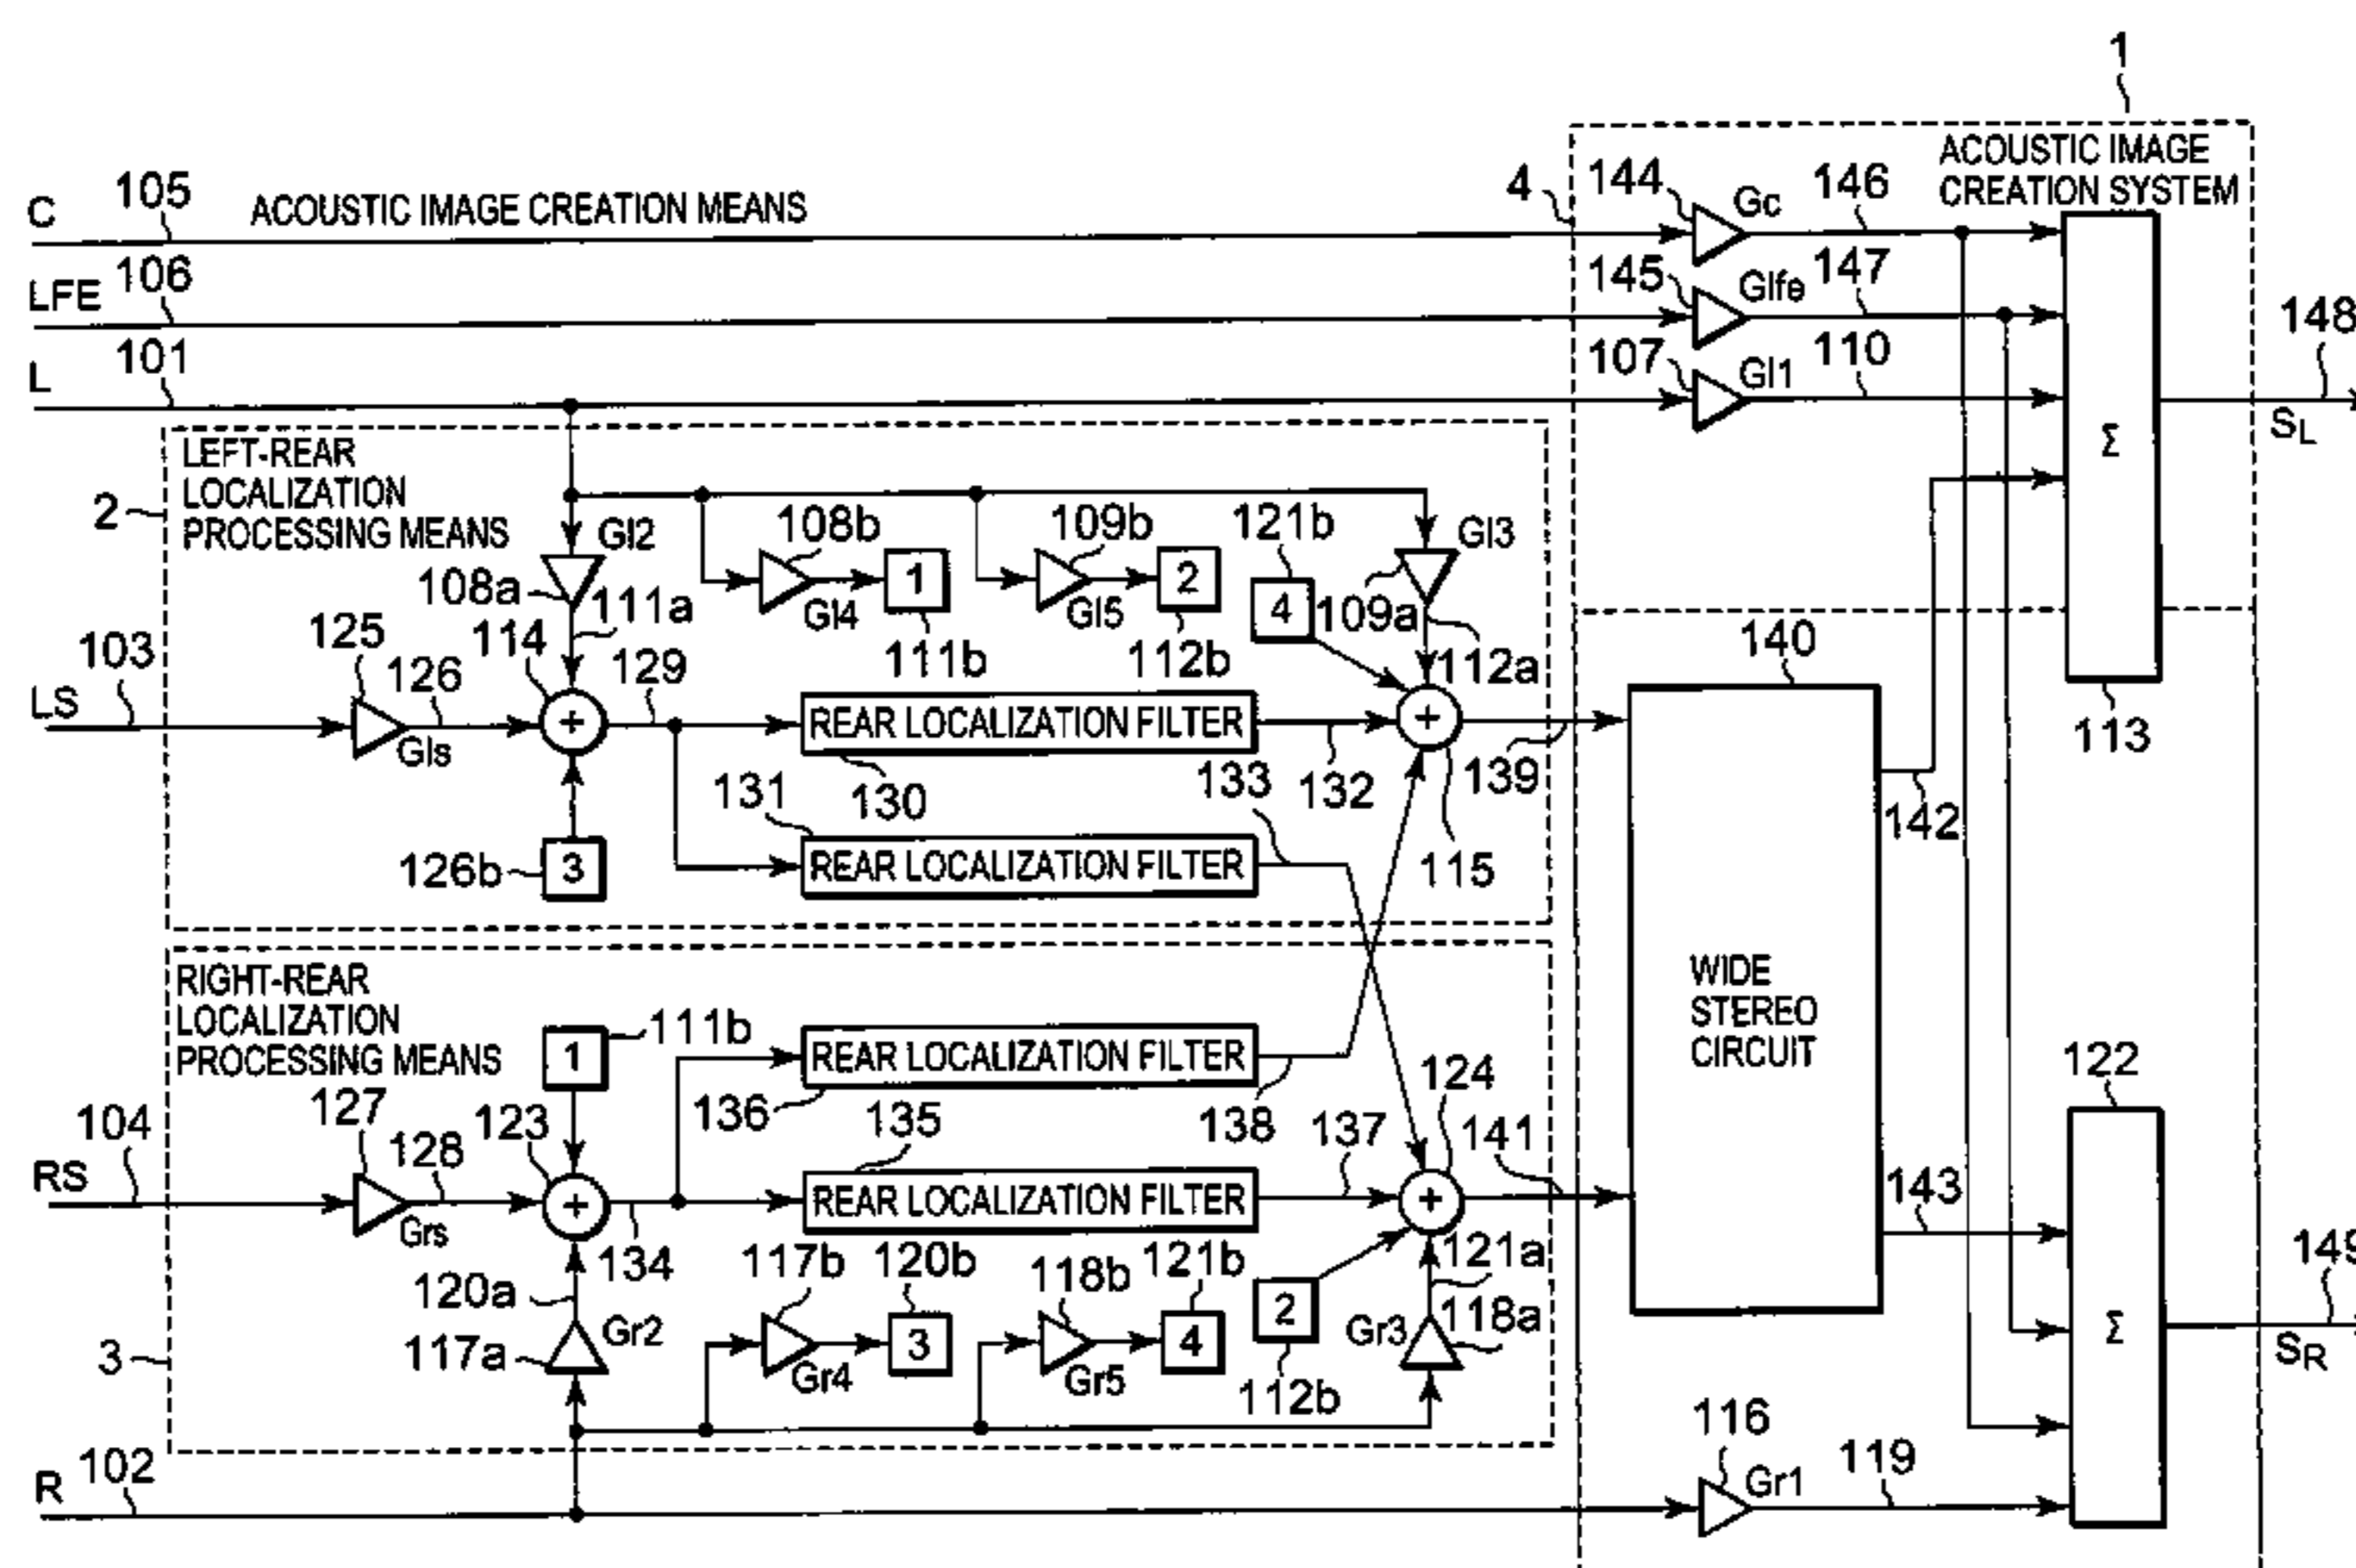 1
ACOUSTIC IMAGE
CREATION SYSTEM
C
105
ACOUSTIC IMAGE CREATION MEANS
4
144
Gc
146
LFE
106
145
Glfe
147
148
L
101
107
Gl1
110
Σ
SL
LEFT-REAR
LOCALIZATION
PROCESSING MEANS
2
Gl2
108b
109b
121b
Gl3
108a
111a
1
2
4
109a
Gl4
Gl5
125
114
129
111b
112b
112a
140
103
126
LS
Gls
+
REAR LOCALIZATION FILTER
+
113
131
130
133
132
139
142
126b
3
REAR LOCALIZATION FILTER
115
RIGHT-REAR
LOCALIZATION
PROCESSING MEANS
1
111b
WIDE
STEREO
CIRCUIT
REAR LOCALIZATION FILTER
122
127
136
135
138
124
104
128
123
137
141
RS
Grs
+
134
REAR LOCALIZATION FILTER
+
143
120a
117b
120b
118b
121b
121a
149
117a
Gr2
3
4
2
Gr3
118a
Σ
SR
3
Gr4
Gr5
112b
116
R
102
Gr1
119